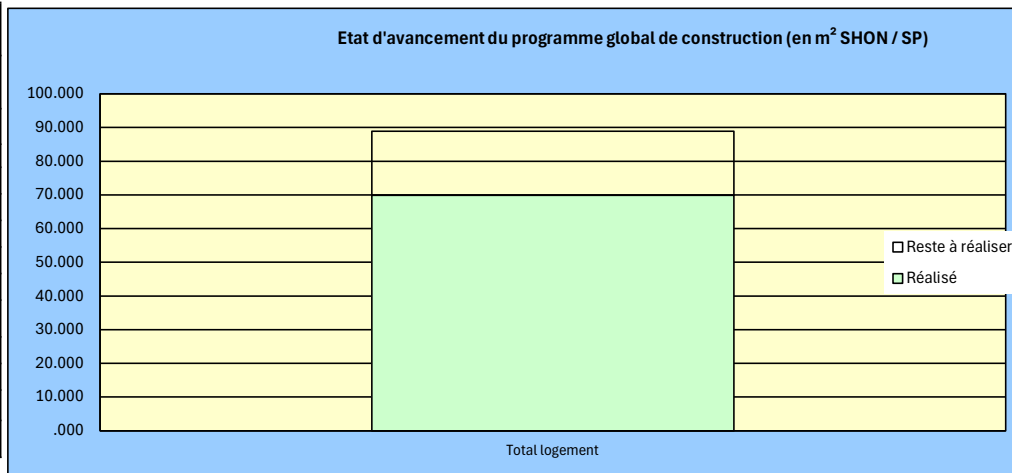 Etat d'avancement du programme global de construction (en m² SHON / SP)
100.000
90.000
80.000
70.000
60.000
50.000
40.000
30.000
20.000
10.000
.000
Reste à réaliser
Réalisé
Total logement